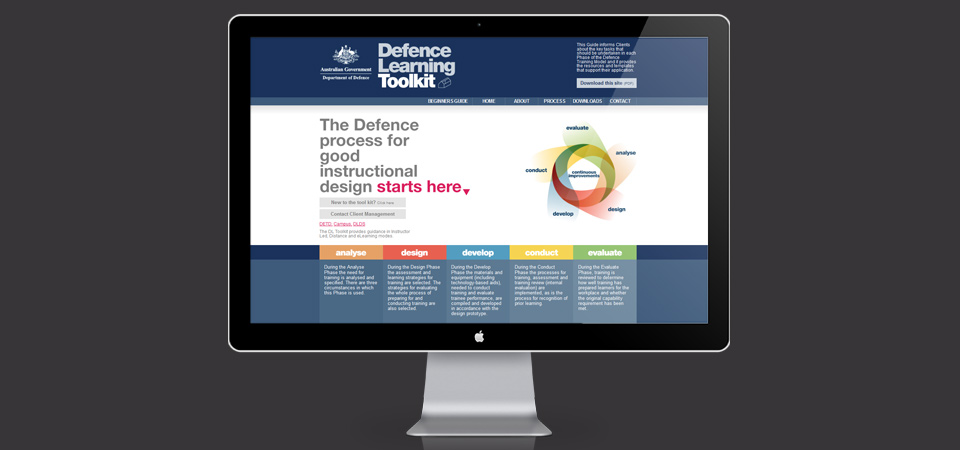 Australian Government
Department of Defence
Defence
Learning
Toolkit
This Guide informs Clients
about the key tasks that
should be undertaken in each
Phase of the Defence
Training Model and it provides
the resources and templates
that support their application.
Download this site (PDF)
BEGINNERS GUIDE
HOME
ABOUT
PROCESS
DOWNLOADS
CONTACT
The Defence
process for
good
instructional
design starts here
New to the tool kit? Click here.
Contact Client Management
DETC, Campus, DLDS
The DL Toolkit provides guidance in Instructor
Led, Distance and eLearning modes.
evaluate
analyse
design
develop
conduct
continuous
improvements
analyse
During the Analyse
Phase the need for
training is analysed and
specified. There are three
circumstances in which
this Phase is used.
design
During the Design Phase
the assessment and
learning strategies for
training are selected. The
strategies for evaluating
the whole process of
preparing for and
conducting training are
also selected.
develop
During the Develop
Phase the materials and
equipment (including
technology-based aids),
needed to conduct
training and evaluate
trainee performance, are
compiled and developed
in accordance with the
design prototype.
conduct
During the Conduct
Phase the processes for
training, assessment and
training review (internal
evaluation) are
implemented, as is the
process for recognition of
prior learning.
evaluate
During the Evaluate
Phase, training is
reviewed to determine
how well training has
prepared learners for the
workplace and whether
the original capability
requirement has been
met.